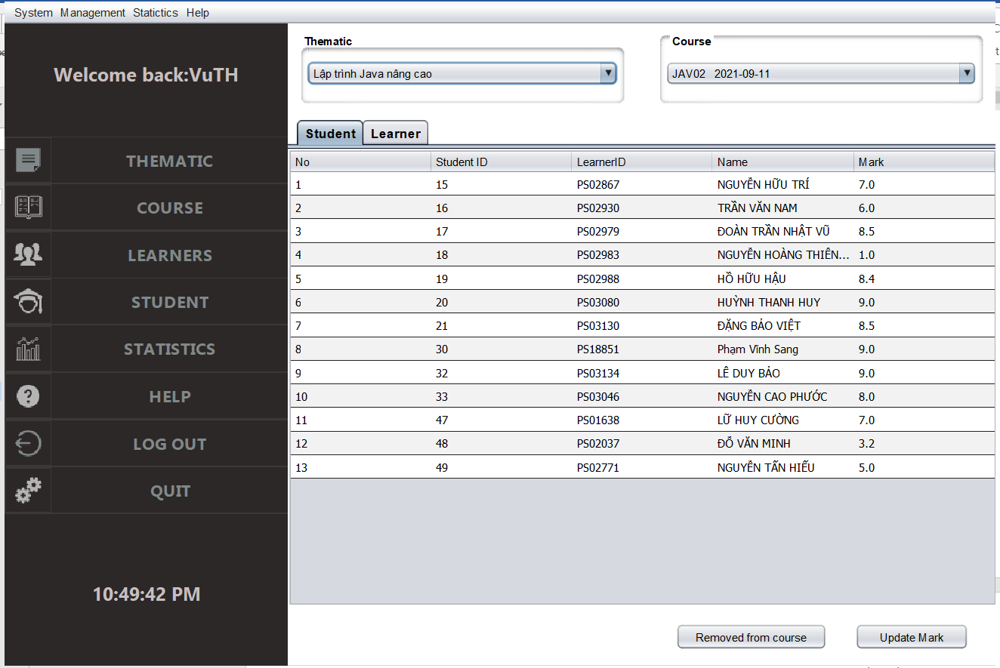 System Management Statictics Help
Welcome back:VuTH
THEMATIC
COURSE
LEARNERS
STUDENT
STATISTICS
HELP
LOG OUT
QUIT
10:49:42 PM
Thematic
Lập trình Java nâng cao
Course
JAV02 2021-09-11
Student Learner
No Student ID LearnerID Name Mark
1 15 PS02867 NGUYỄN HỮU TRÍ 7.0
2 16 PS02930 TRẦN VĂN NAM 6.0
3 17 PS02979 ĐOÀN TRẦN NHẬT VŨ 8.5
4 18 PS02983 NGUYỄN HOÀNG THIÊN... 1.0
5 19 PS02988 HỒ HỮU HẬU 8.4
6 20 PS03080 HUỲNH THANH HUY 9.0
7 21 PS03130 ĐẶNG BẢO VIỆT 8.5
8 30 PS18851 Phạm Vĩnh Sang 9.0
9 32 PS03134 LÊ DUY BẢO 9.0
10 33 PS03046 NGUYỄN CAO PHƯỚC 8.0
11 47 PS01638 LỮ HUY CƯỜNG 7.0
12 48 PS02037 ĐỖ VĂN MINH 3.2
13 49 PS02771 NGUYỄN TẤN HIẾU 5.0
Removed from course Update Mark